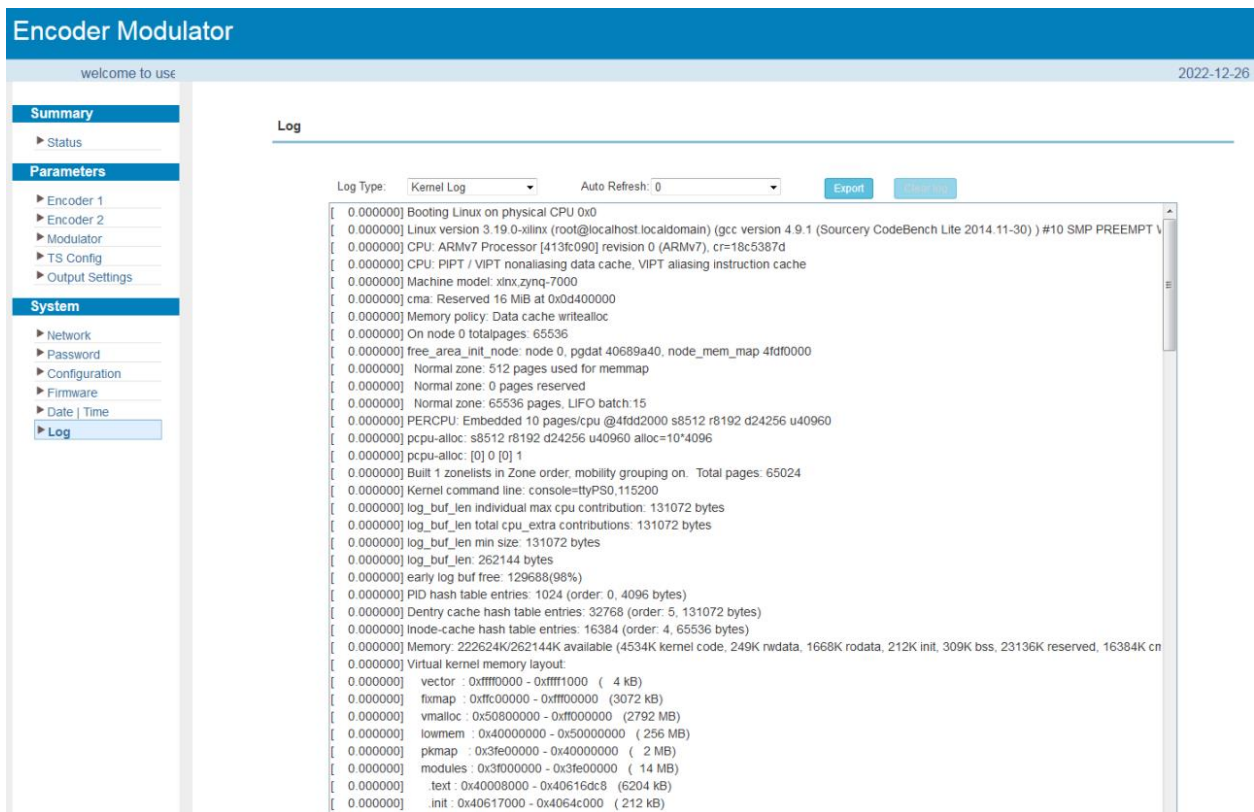 Encoder Modulator
welcome to use
2022-12-26
Summary
Status
Parameters
Encoder 1
Encoder 2
Modulator
TS Config
Output Settings
System
Network
Password
Configuration
Firmware
Date | Time
Log
Log
Log Type: Kernel Log Auto Refresh: 0 Export Clear log
[ 0.000000] Booting Linux on physical CPU 0x0
[ 0.000000] Linux version 3.19.0-xilinx (root@localhost.localdomain) (gcc version 4.9.1 (Sourcery CodeBench Lite 2014.11-30) ) #10 SMP PREEMPT
[ 0.000000] CPU: ARMv7 Processor [413fc090] revision 0 (ARMv7), cr=18c5387d
[ 0.000000] CPU: PIPT / VIPT nonaliasing data cache, VIPT aliasing instruction cache
[ 0.000000] Machine model: xlnx,zynq-7000
[ 0.000000] cma: Reserved 16 MiB at 0x0d400000
[ 0.000000] Memory policy: Data cache writealloc
[ 0.000000] On node 0 totalpages: 65536
[ 0.000000] free_area_init_node: node 0, pgdat 40689a40, node_mem_map 4fdf0000
[ 0.000000] Normal zone: 512 pages used for memmap
[ 0.000000] Normal zone: 0 pages reserved
[ 0.000000] Normal zone: 65536 pages, LIFO batch:15
[ 0.000000] PERCPU: Embedded 10 pages/cpu @4fdd2000 s8512 r8192 d24256 u40960
[ 0.000000] pcpu-alloc: s8512 r8192 d24256 u40960 alloc=10*4096
[ 0.000000] pcpu-alloc: [0] 0 [0] 1
[ 0.000000] Built 1 zonelists in Zone order, mobility grouping on. Total pages: 65024
[ 0.000000] Kernel command line: console=ttyPS0,115200
[ 0.000000] log_buf_len individual max cpu contribution: 131072 bytes
[ 0.000000] log_buf_len total cpu_extra contributions: 131072 bytes
[ 0.000000] log_buf_len min size: 131072 bytes
[ 0.000000] log_buf_len: 262144 bytes
[ 0.000000] early log buf free: 129688(98%)
[ 0.000000] PID hash table entries: 1024 (order: 0, 4096 bytes)
[ 0.000000] Dentry cache hash table entries: 32768 (order: 5, 131072 bytes)
[ 0.000000] Inode-cache hash table entries: 16384 (order: 4, 65536 bytes)
[ 0.000000] Memory: 222624K/262144K available (4534K kernel code, 249K rwdata, 1668K rodata, 212K init, 309K bss, 23136K reserved, 16384K
[ 0.000000] Virtual kernel memory layout:
[ 0.000000] vector : 0xffff0000 - 0xffff1000 ( 4 kB)
[ 0.000000] fixmap : 0xffc00000 - 0xfff00000 (3072 kB)
[ 0.000000] vmalloc : 0x50800000 - 0xff000000 (2792 MB)
[ 0.000000] lowmem : 0x40000000 - 0x50000000 ( 256 MB)
[ 0.000000] pkmap : 0x3fe00000 - 0x40000000 ( 2 MB)
[ 0.000000] modules : 0x3f000000 - 0x3fe00000 ( 14 MB)
[ 0.000000] .text : 0x40008000 - 0x40616dc8 (6204 kB)
[ 0.000000] .init : 0x40617000 - 0x4064c000 ( 212 kB)